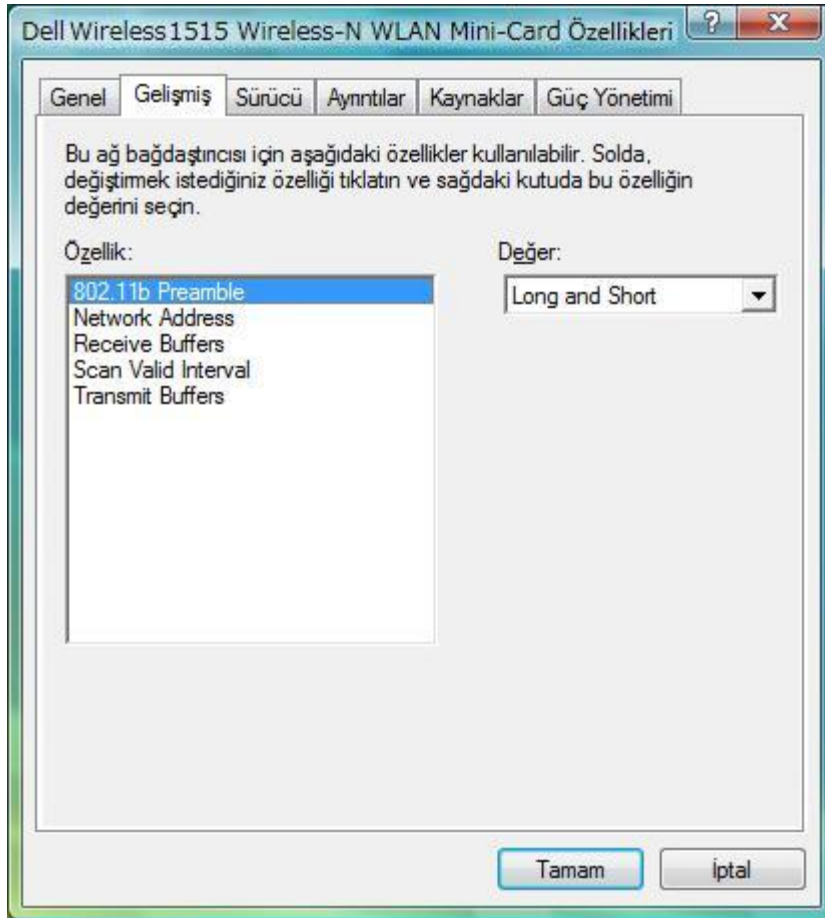 Dell Wireless1515 Wireless-N WLAN Mini-Card Özellikleri
Genel Gelişmiş Sürücü Ayrıntılar Kaynaklar Güç Yönetimi
Bu ağ bağdaştırıcısı için aşağıdaki özellikler kullanılabilir. Solda,
değiştirmek istediğiniz özelliği tıklatın ve sağdaki kutuda bu özelliğin
değerini seçin.
Özellik:
802.11b Preamble
Network Address
Receive Buffers
Scan Valid Interval
Transmit Buffers
Değer:
Long and Short
Tamam İptal